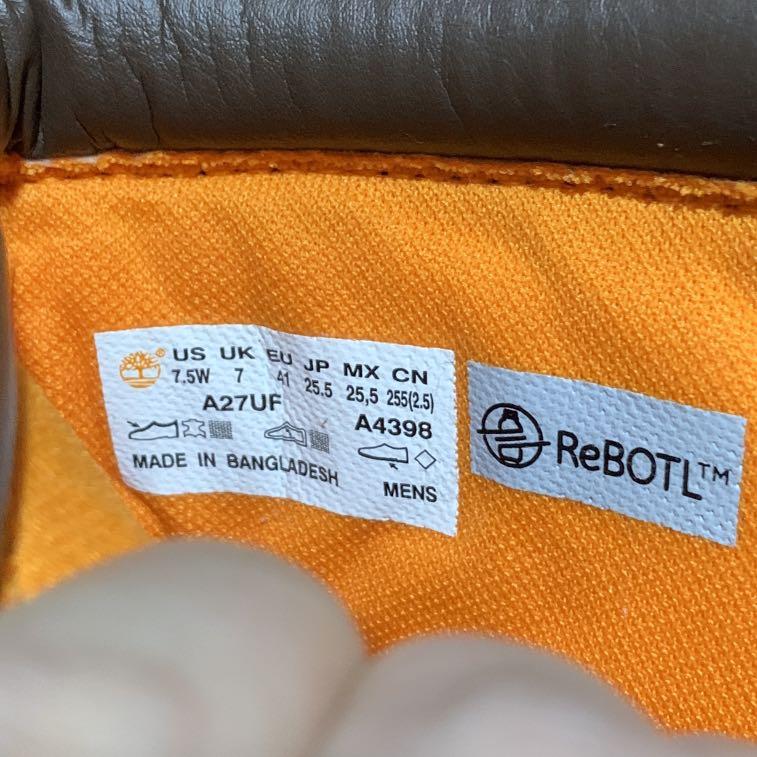 US UK EU JP MX CN
7.5W 7 41 25.5 25,5 255(2.5)
A27UF
A4398
MADE IN BANGLADESH
MENS
ReBOTL™